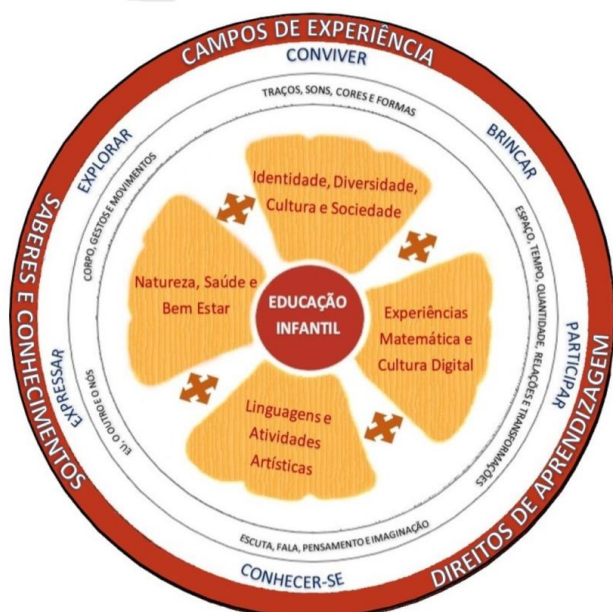 CAMPOS DE EXPERIÊNCIA
SABERES E CONHECIMENTOS
DIREITOS DE APRENDIZAGEM
CONVIVER
BRINCAR
PARTICIPAR
CONHECER-SE
EXPRESSAR
EXPLORAR
TRAÇOS, SONS, CORES E FORMAS
ESPAÇO, TEMPO, QUANTIDADE, RELAÇÕES E TRANSFORMAÇÕES
ESCUTA, FALA, PENSAMENTO E IMAGINAÇÃO
EU, O OUTRO E O NÓS
CORPO, GESTOS E MOVIMENTOS
Identidade, Diversidade,
Cultura e Sociedade
Natureza, Saúde e
Bem Estar
EDUCAÇÃO
INFANTIL
Experiências
Matemática e
Cultura Digital
Linguagens e
Atividades
Artísticas